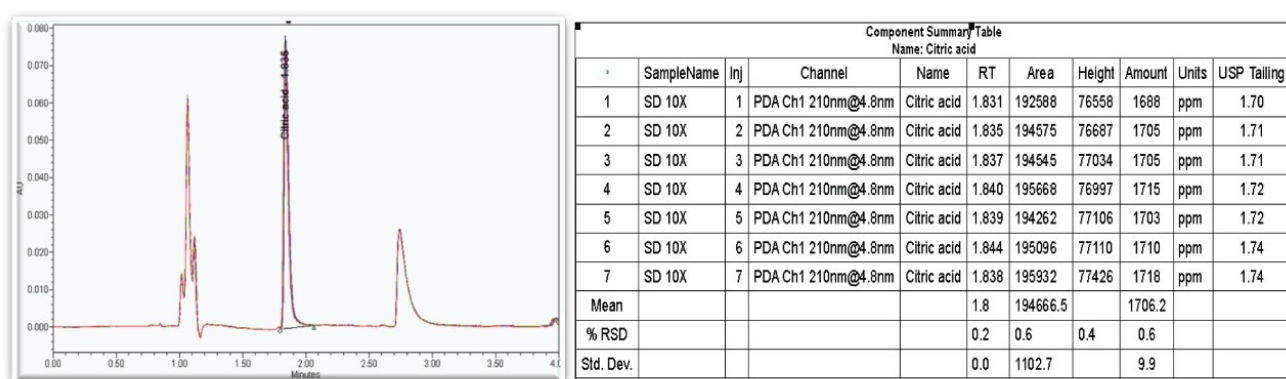 0.080
0.070
0.060
0.050
0.040
0.030
0.020
0.010
0.000
AU
Citric acid - 1.835
0.00 0.50 1.00 1.50 2.00 2.50 3.00 3.50 4.0
Minutes
Component Summary Table
Name: Citric acid
SampleName Inj Channel Name RT Area Height Amount Units USP Tailing
1 SD 10X 1 PDA Ch1 210nm@4.8nm Citric acid 1.831 192588 76558 1688 ppm 1.70
2 SD 10X 2 PDA Ch1 210nm@4.8nm Citric acid 1.835 194575 76687 1705 ppm 1.71
3 SD 10X 3 PDA Ch1 210nm@4.8nm Citric acid 1.837 194545 77034 1705 ppm 1.71
4 SD 10X 4 PDA Ch1 210nm@4.8nm Citric acid 1.840 195668 76997 1715 ppm 1.72
5 SD 10X 5 PDA Ch1 210nm@4.8nm Citric acid 1.839 194262 77106 1703 ppm 1.72
6 SD 10X 6 PDA Ch1 210nm@4.8nm Citric acid 1.844 195096 77110 1710 ppm 1.74
7 SD 10X 7 PDA Ch1 210nm@4.8nm Citric acid 1.838 195932 77426 1718 ppm 1.74
Mean 1.8 194666.5 1706.2
% RSD 0.2 0.6 0.4 0.6
Std. Dev. 0.0 1102.7 9.9